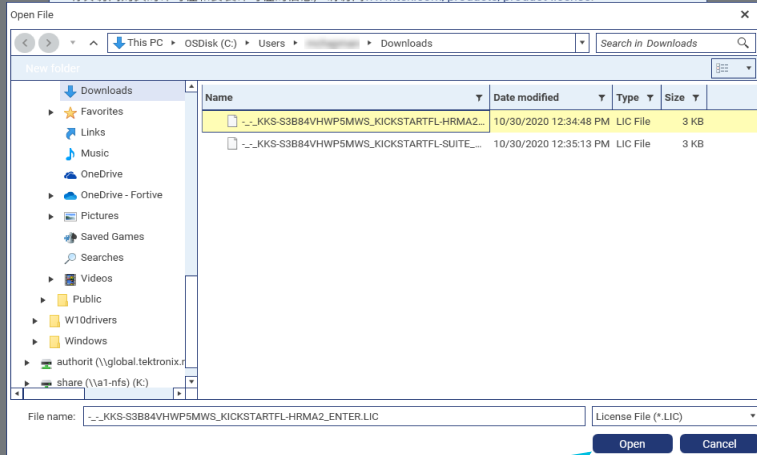 Open File
This PC OSDisk (C:) Users Downloads Search in Downloads
New folder
Downloads
Favorites
Links
Music
OneDrive
OneDrive - Fortive
Pictures
Saved Games
Searches
Videos
Public
W10drivers
Windows
authorit (\\global.tektronix.r
share (\\a1-nfs) (K:)
Name Date modified Type Size
-_-_KKS-S3B84VHWP5MWS_KICKSTARTFL-HRMA2... 10/30/2020 12:34:48 PM LIC File 3 KB
-_-_KKS-S3B84VHWP5MWS_KICKSTARTFL-SUITE_... 10/30/2020 12:35:13 PM LIC File 3 KB
File name: -_-_KKS-S3B84VHWP5MWS_KICKSTARTFL-HRMA2_ENTER.LIC License File (*.LIC)
Open Cancel